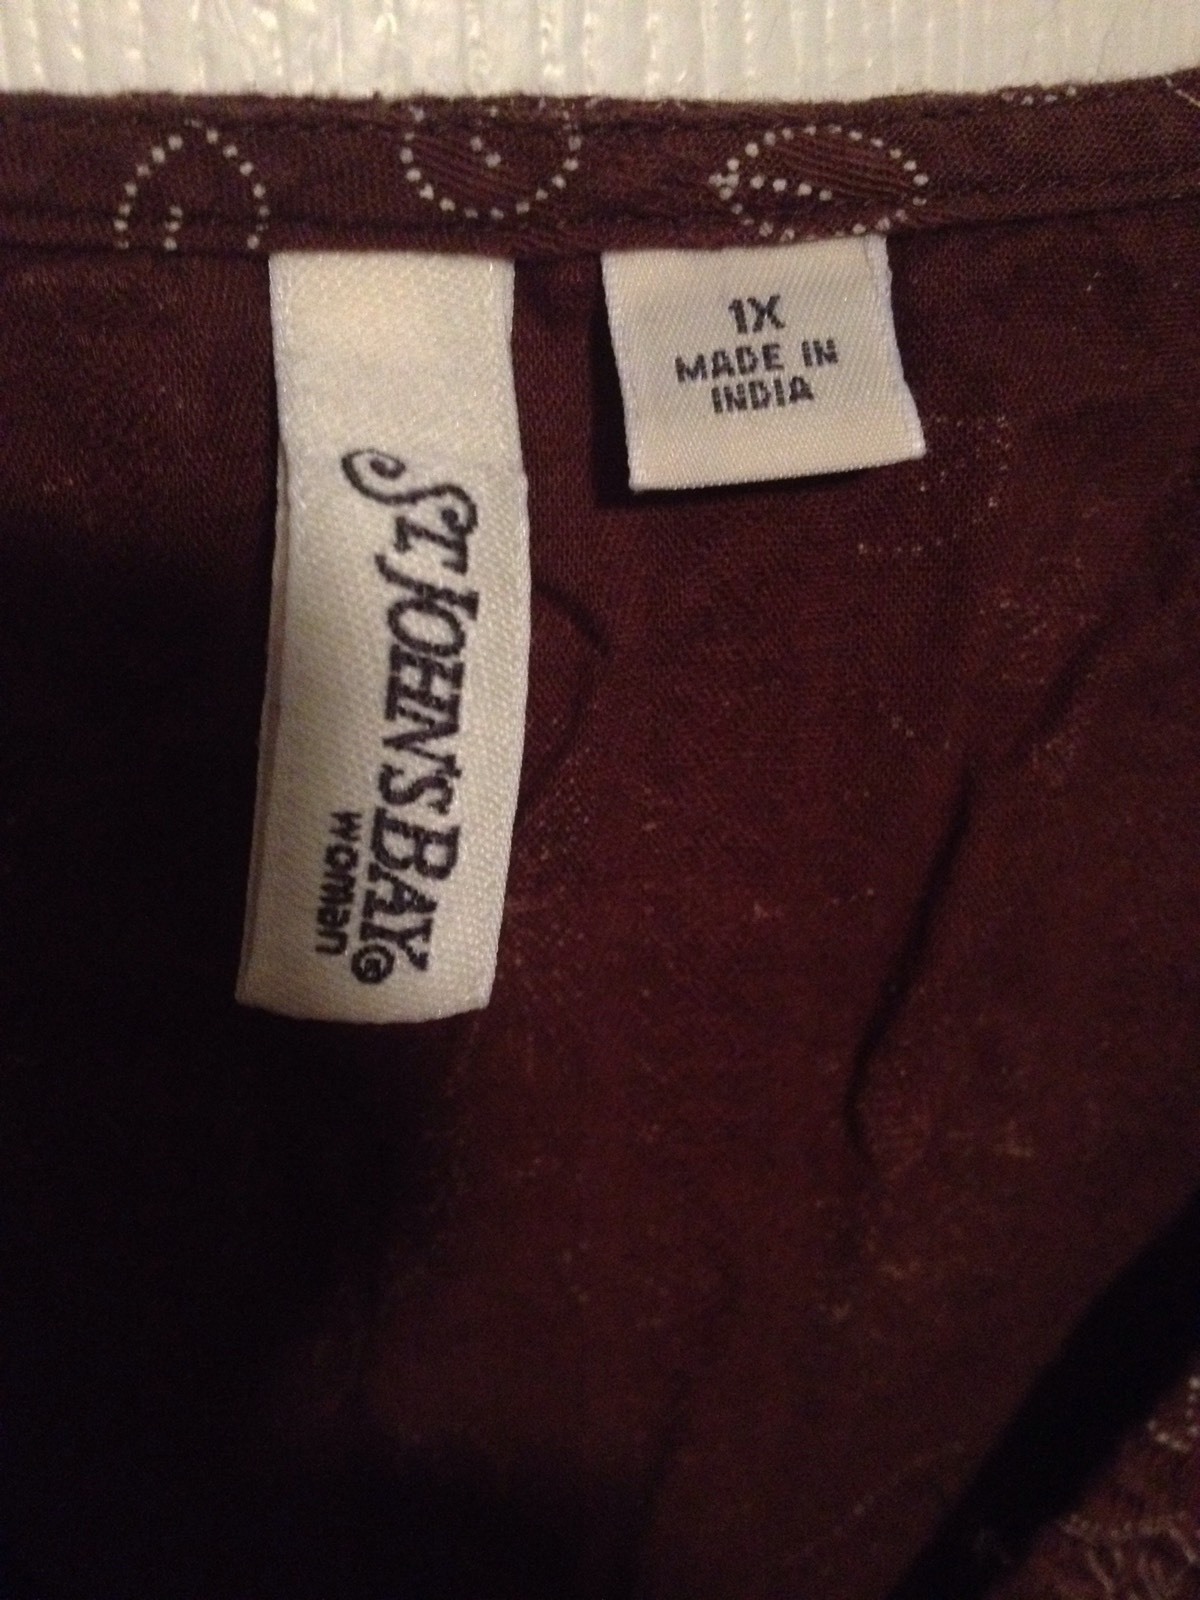 ST. JOHN'S BAY®
woman
1X
MADE IN
INDIA